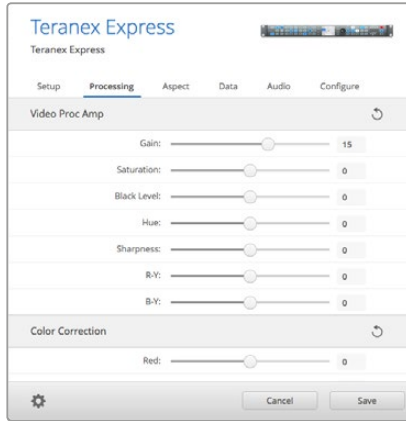 Teranex Express
Teranex Express
Setup Processing Aspect Data Audio Configure
Video Proc Amp
Gain: 15
Saturation: 0
Black Level: 0
Hue: 0
Sharpness: 0
R-Y: 0
B-Y: 0
Color Correction
Red: 0
Cancel Save